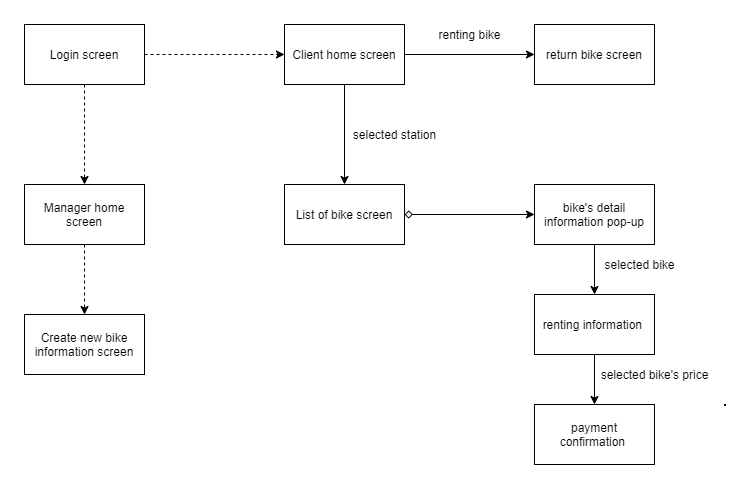 renting bike
Login screen
Client home screen
return bike screen
selected station
Manager home
screen
List of bike screen
bike's detail
information pop-up
selected bike
Create new bike
information screen
renting information
selected bike's price
payment
confirmation